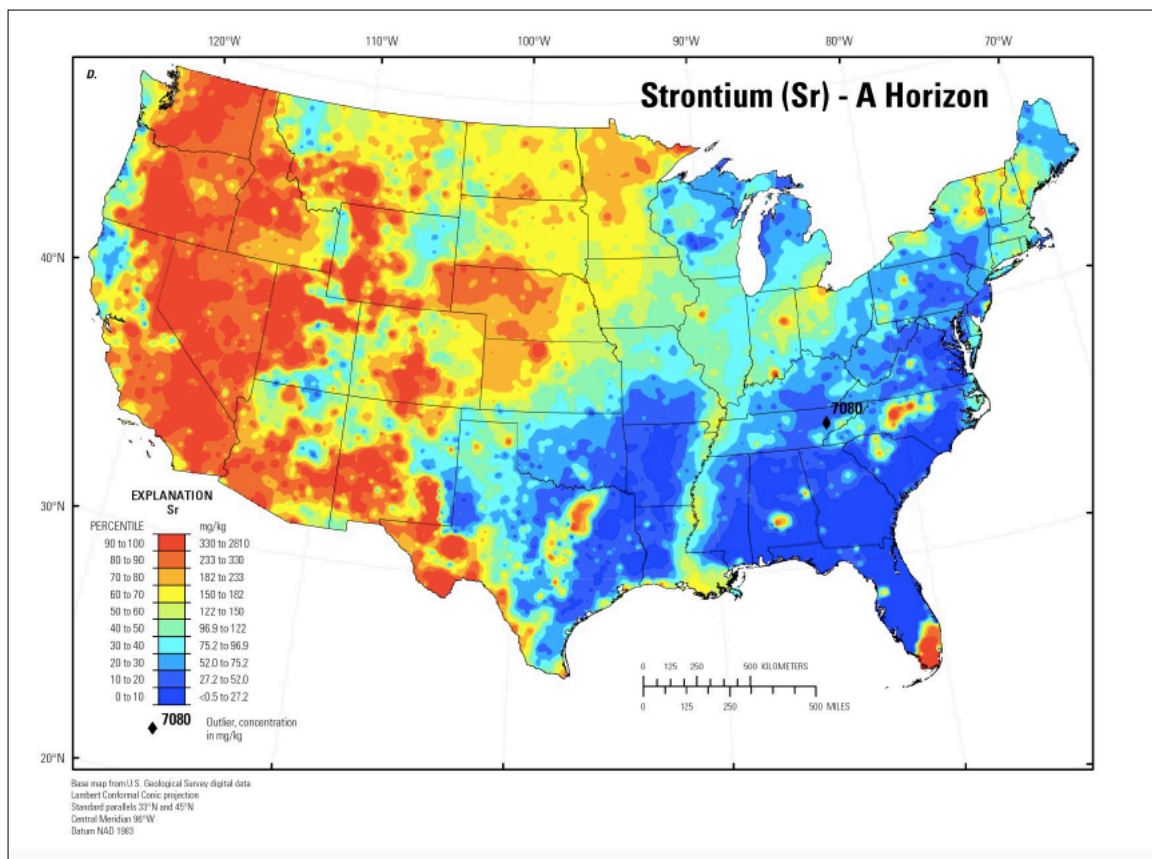 120°W 110°W 100°W 90°W 80°W 70°W
D.
Strontium (Sr) - A Horizon
40°N
7080
30°N
EXPLANATION
Sr
PERCENTILE mg/kg
90 to 100 330 to 2810
80 to 90 233 to 330
70 to 80 182 to 233
60 to 70 150 to 182
50 to 60 122 to 150
40 to 50 96.9 to 122
30 to 40 75.2 to 96.9
20 to 30 52.0 to 75.2
10 to 20 27.2 to 52.0
0 to 10 <0.5 to 27.2
7080 Outlier, concentration
in mg/kg
0 125 250 500 KILOMETERS
0 125 250 500 MILES
20°N
Base map from U.S. Geological Survey digital data
Lambert Conformal Conic projection
Standard parallels 33°N and 45°N
Central Meridian 96°W
Datum NAD 1983